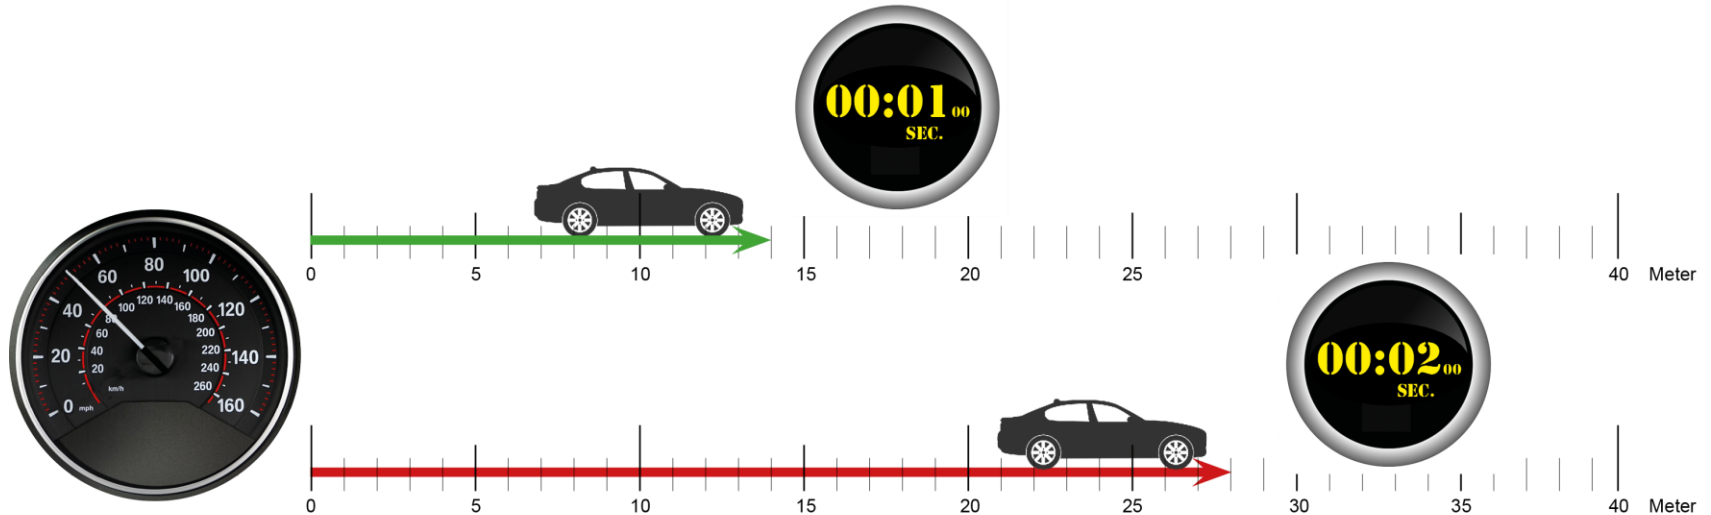 00:01 00
SEC.
0 5 10 15 20 25 40 Meter
60 80 100
40 120
20 140
0 mph 160
20 40 60 80 100 120 140 160 180 200 220 240 260
km/h
00:02 00
SEC.
0 5 10 15 20 25 30 35 40 Meter